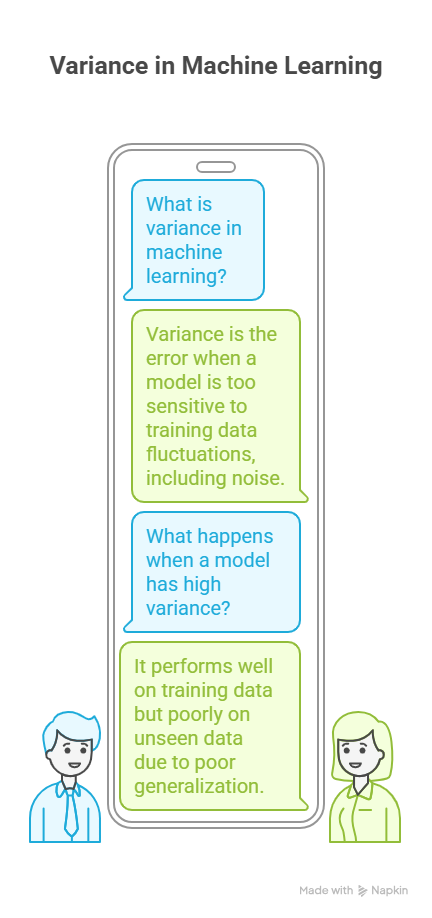 Variance in Machine Learning
What is
variance in
machine
learning?
Variance is the
error when a
model is too
sensitive to
training data
fluctuations,
including noise.
What happens
when a model
has high
variance?
It performs well
on training data
but poorly on
unseen data
due to poor
generalization.
Made with Napkin